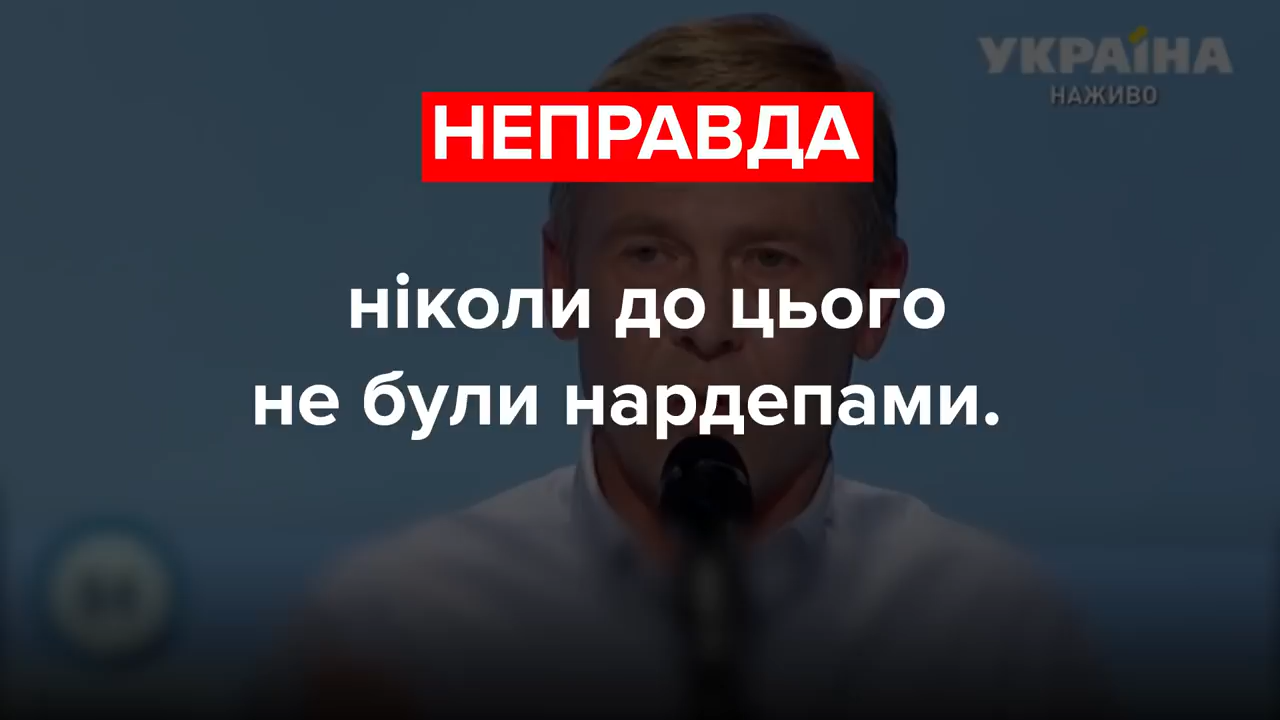 УКРАЇНА
НАЖИВО
НЕПРАВДА
ніколи до цього
не були нардепами.